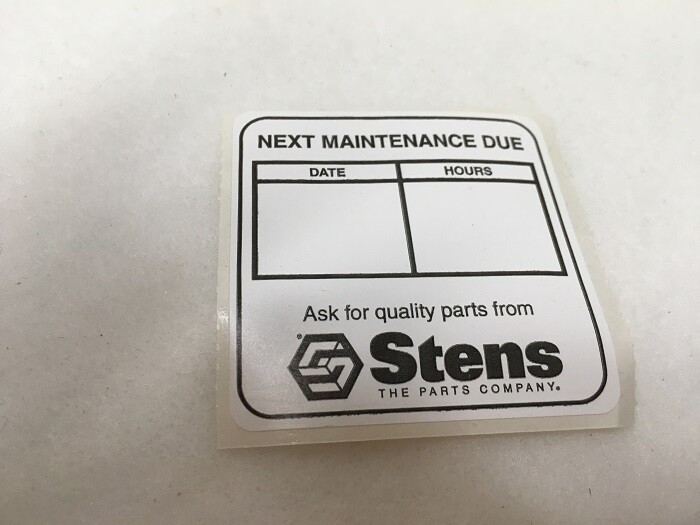 NEXT MAINTENANCE DUE
DATE HOURS
Ask for quality parts from
® Stens
THE PARTS COMPANY®